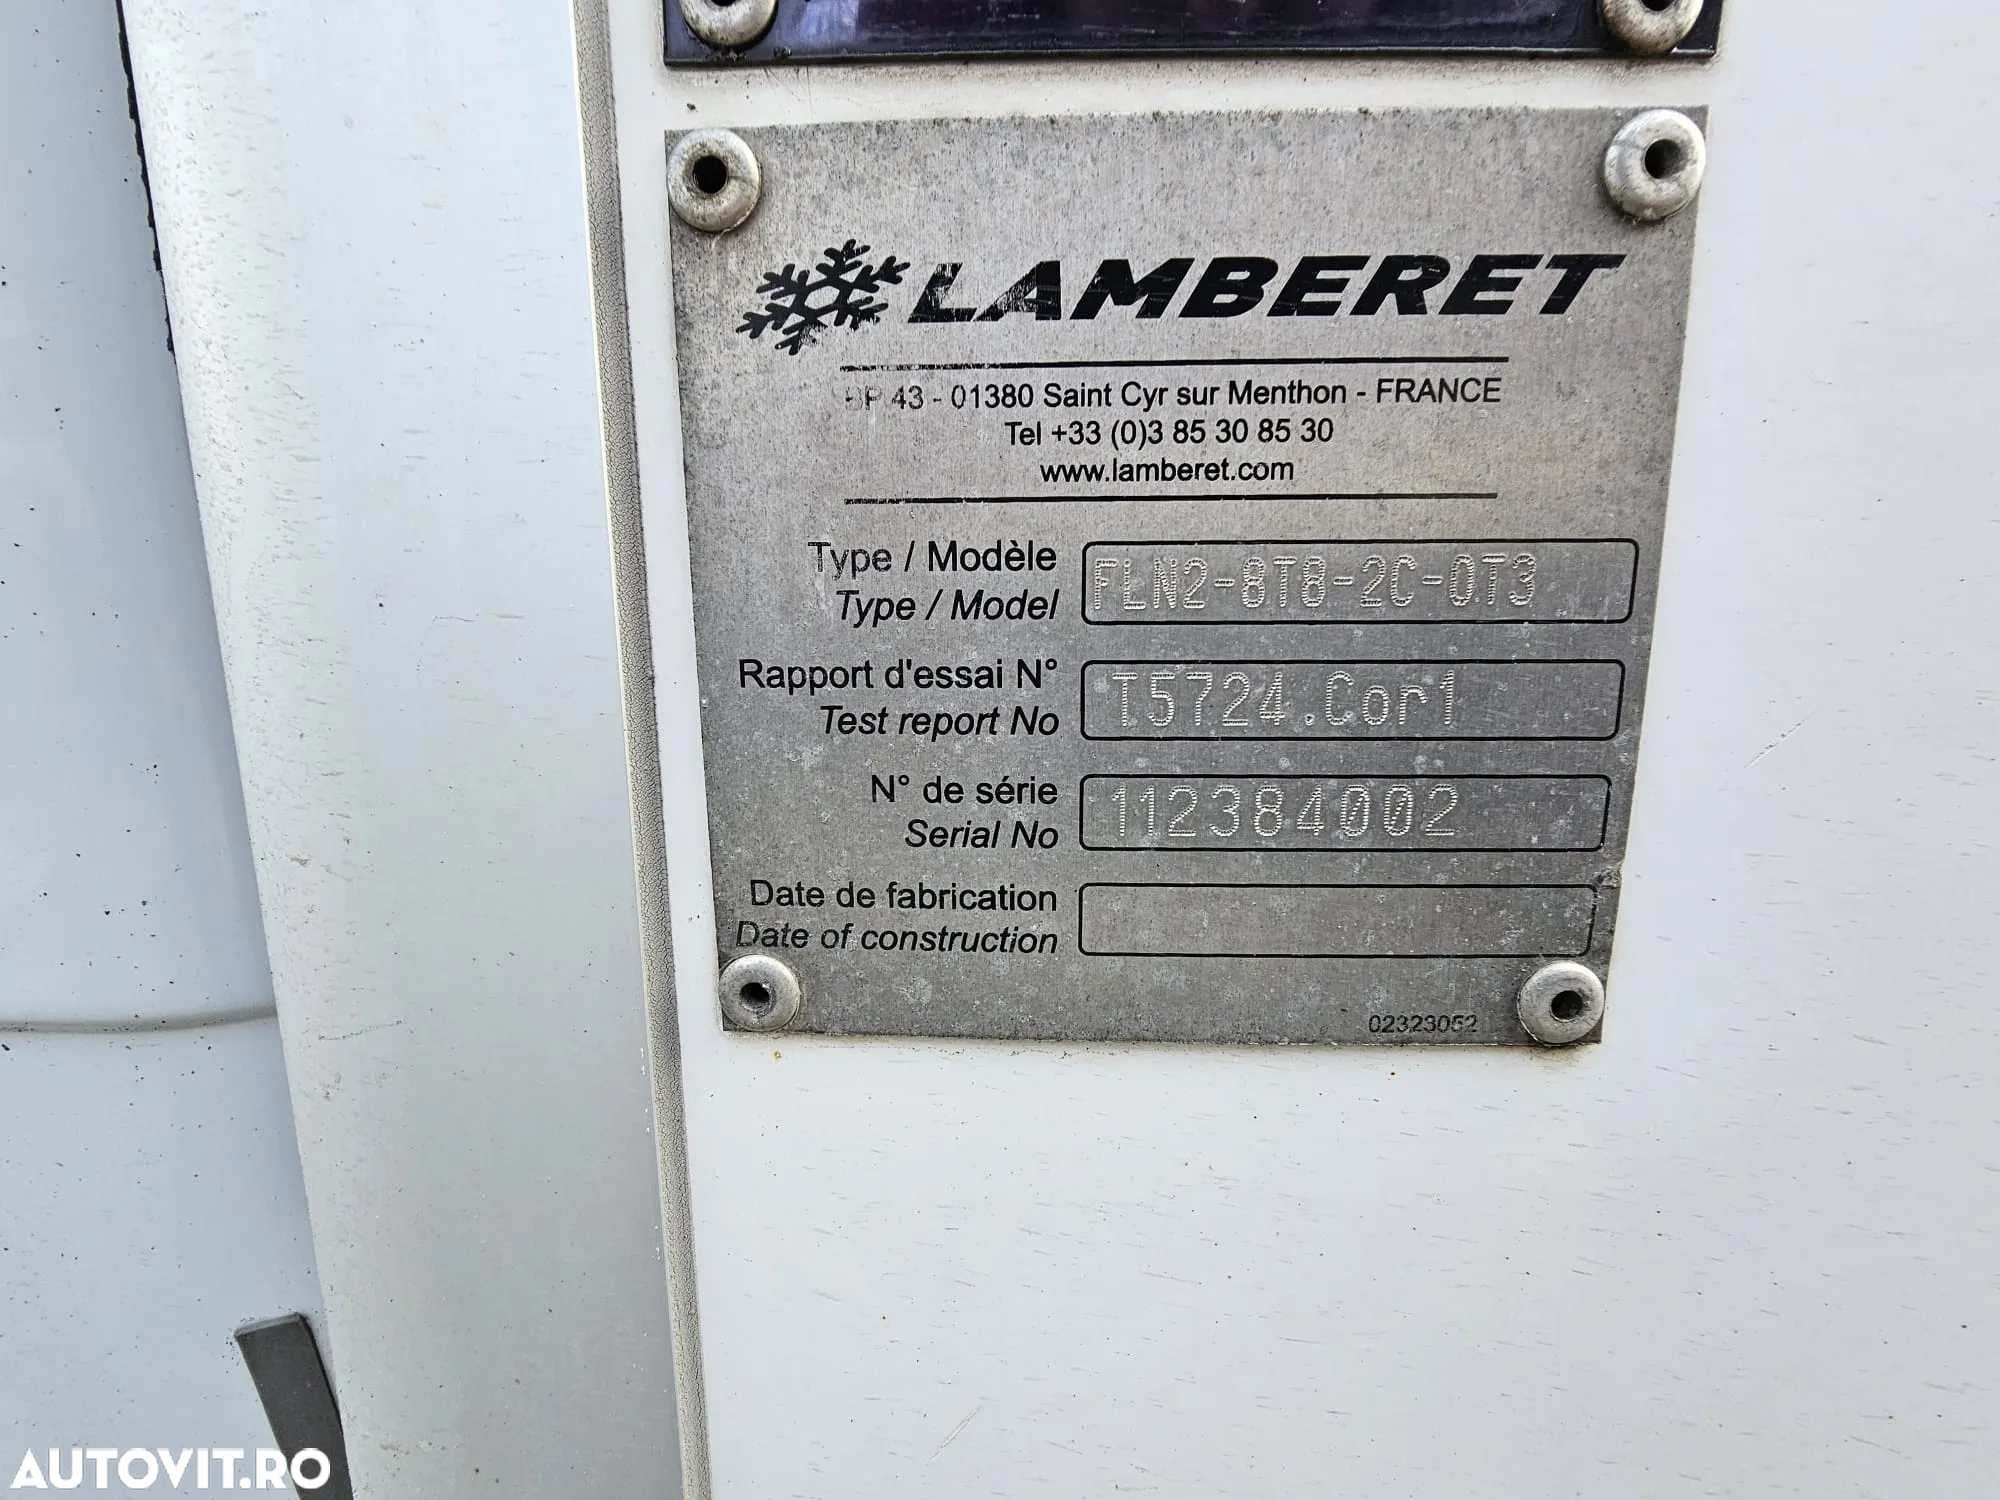 LAMBERET
BP 43 - 01380 Saint Cyr sur Menthon - FRANCE
Tel +33 (0)3 85 30 85 30
www.lamberet.com
Type / Modèle
Type / Model
FLN2-8T8-2C-0T3
Rapport d'essai N°
Test report No
T5724.Cor1
N° de série
Serial No
112384002
Date de fabrication
Date of construction
02323052
AUTOVIT.RO